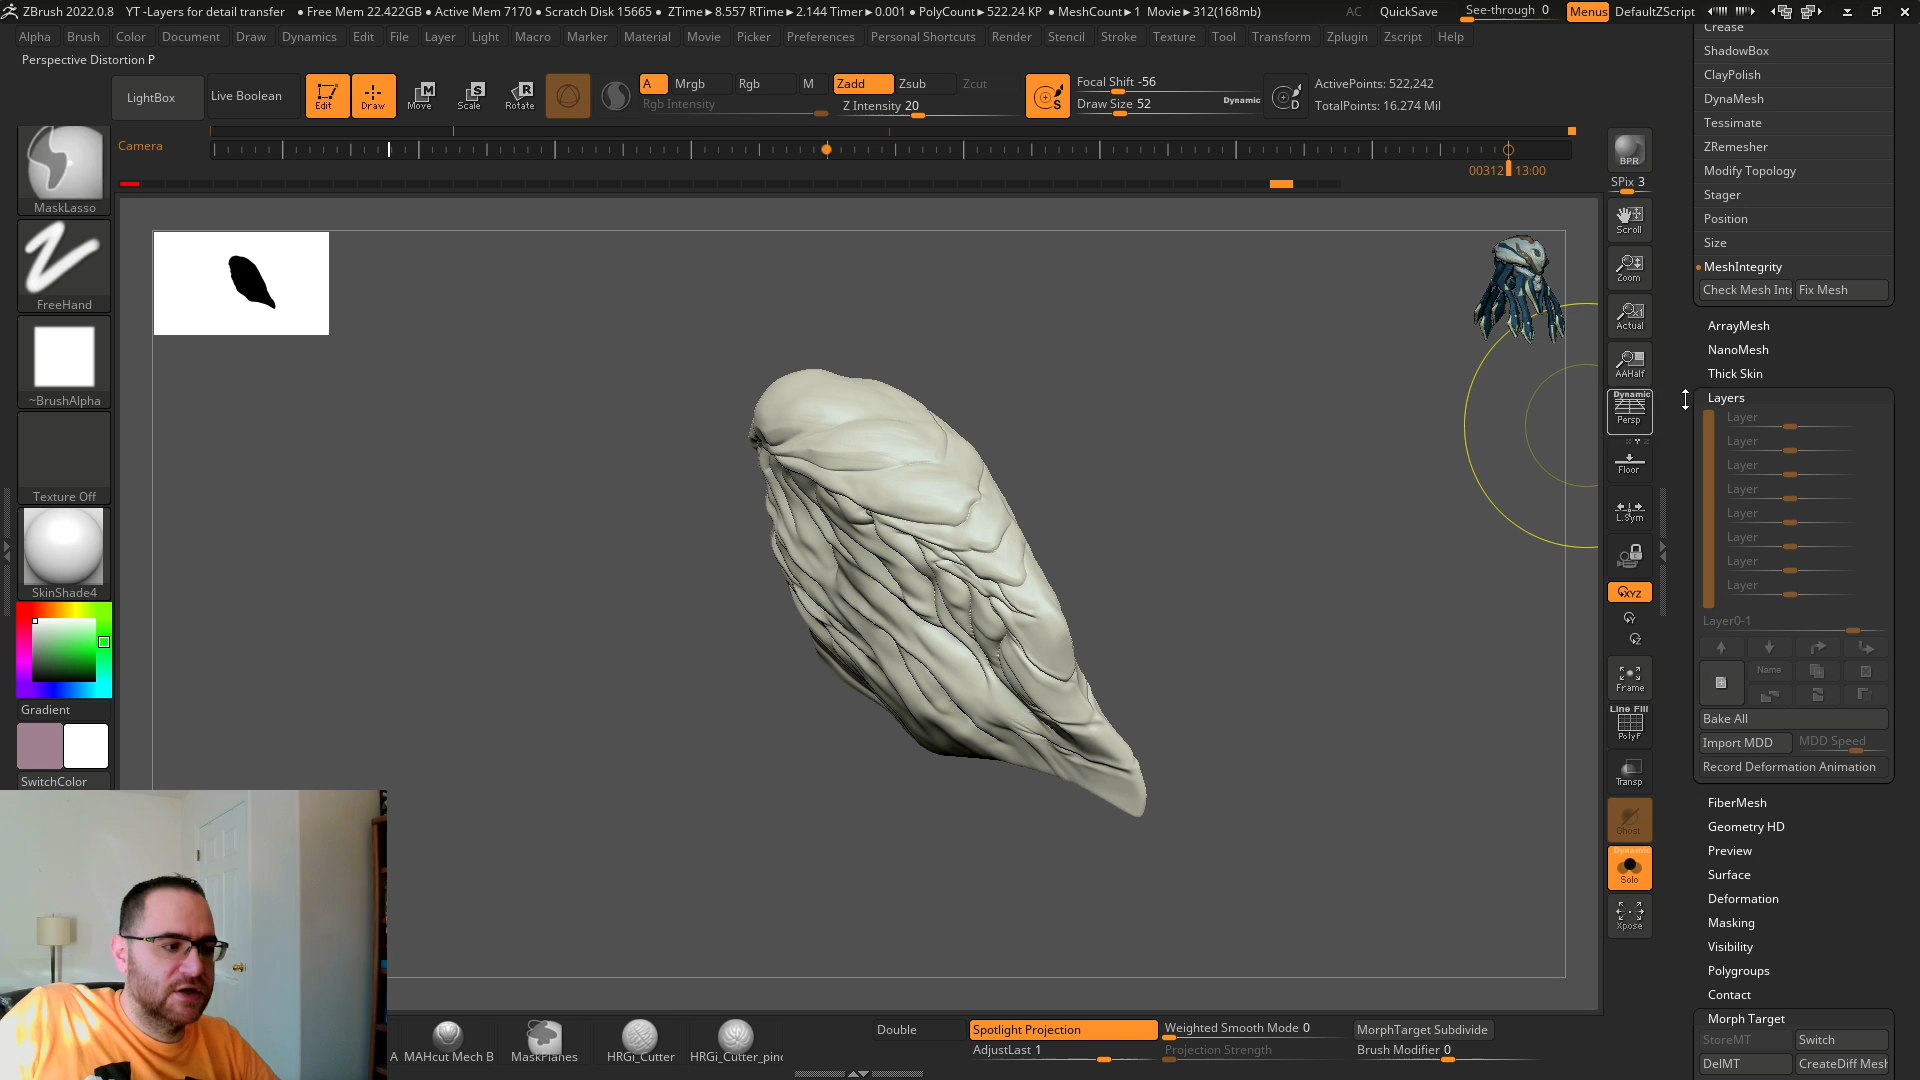 ZBrush 2022.0.8 YT -Layers for detail transfer ● Free Mem 22.422GB ● Active Mem 7170 ● Scratch Disk 15665 ● ZTime►8.557 RTime►2.144 Timer►0.001 ● PolyCount►522.24 KP ● MeshCount►1 Movie►312(168mb) AC QuickSave See-through 0 Menus DefaultZScript
Alpha Brush Color Document Draw Dynamics Edit File Layer Light Macro Marker Material Movie Picker Preferences Personal Shortcuts Render Stencil Stroke Texture Tool Transform Zplugin Zscript Help
Perspective Distortion P
LightBox
Live Boolean
Edit
Draw
Move
Scale
Rotate
A Mrgb Rgb M Zadd Zsub Zcut
Rgb Intensity Z Intensity 20
Focal Shift -56
Draw Size 52 Dynamic
S
D
ActivePoints: 522,242
TotalPoints: 16.274 Mil
Camera
00312 13:00
MaskLasso
FreeHand
~BrushAlpha
Texture Off
SkinShade4
Gradient
SwitchColor
BPR
SPix 3
Scroll
Zoom
Actual
AAHalf
Dynamic
Persp
Floor
L.Sym
XYZ
Y
Z
Frame
Line Fill
PolyF
Transp
Ghost
Dynamic
Solo
Xpose
Crease
ShadowBox
ClayPolish
DynaMesh
Tessimate
ZRemesher
Modify Topology
Stager
Position
Size
MeshIntegrity
Check Mesh Inte Fix Mesh
ArrayMesh
NanoMesh
Thick Skin
Layers
Layer
Layer
Layer
Layer
Layer
Layer
Layer
Layer
Layer0-1
Name
Bake All
Import MDD MDD Speed
Record Deformation Animation
FiberMesh
Geometry HD
Preview
Surface
Deformation
Masking
Visibility
Polygroups
Contact
Morph Target
StoreMT Switch
DelMT CreateDiff Mesh
A MAHcut Mech B MaskPlanes HRGi_Cutter HRGi_Cutter_pinc
Double
Spotlight Projection
AdjustLast 1
Weighted Smooth Mode 0
Projection Strength
MorphTarget Subdivide
Brush Modifier 0